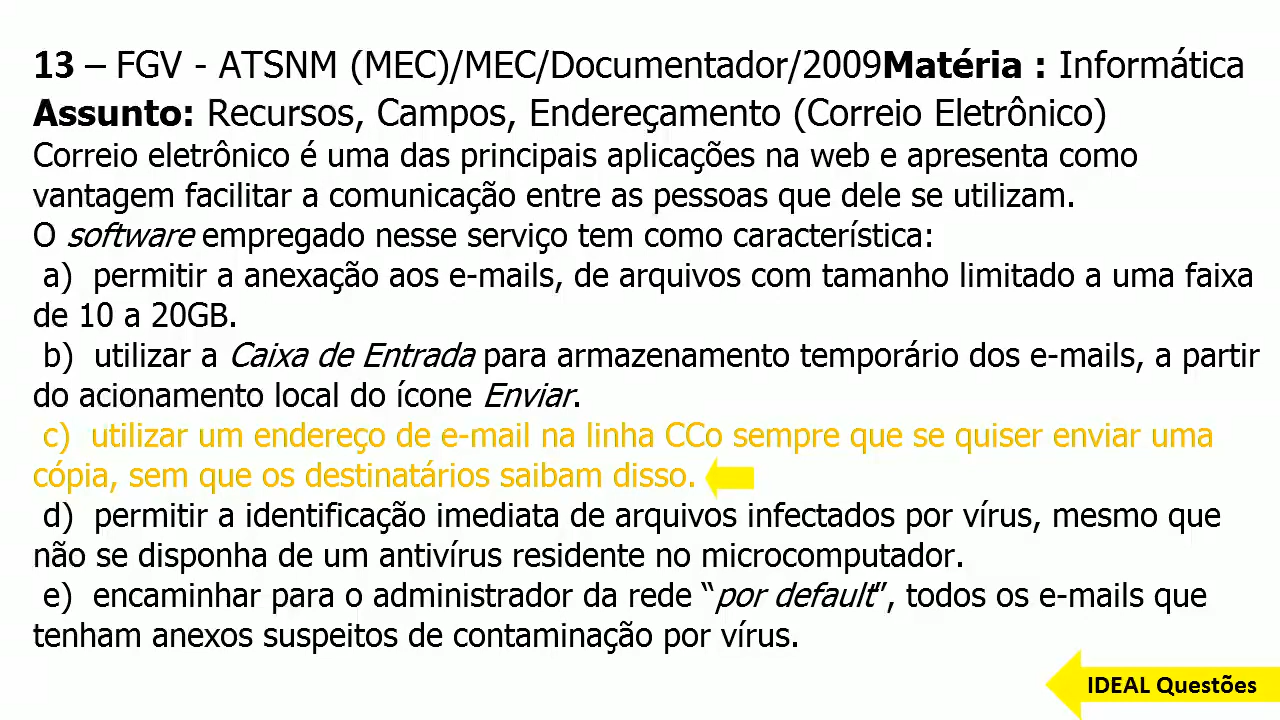 13 – FGV - ATSNM (MEC)/MEC/Documentador/2009Matéria : Informática
Assunto: Recursos, Campos, Endereçamento (Correio Eletrônico)
Correio eletrônico é uma das principais aplicações na web e apresenta como
vantagem facilitar a comunicação entre as pessoas que dele se utilizam.
O software empregado nesse serviço tem como característica:
a) permitir a anexação aos e-mails, de arquivos com tamanho limitado a uma faixa
de 10 a 20GB.
b) utilizar a Caixa de Entrada para armazenamento temporário dos e-mails, a partir
do acionamento local do ícone Enviar.
c) utilizar um endereço de e-mail na linha CCo sempre que se quiser enviar uma
cópia, sem que os destinatários saibam disso.
d) permitir a identificação imediata de arquivos infectados por vírus, mesmo que
não se disponha de um antivírus residente no microcomputador.
e) encaminhar para o administrador da rede “por default”, todos os e-mails que
tenham anexos suspeitos de contaminação por vírus.
IDEAL Questões